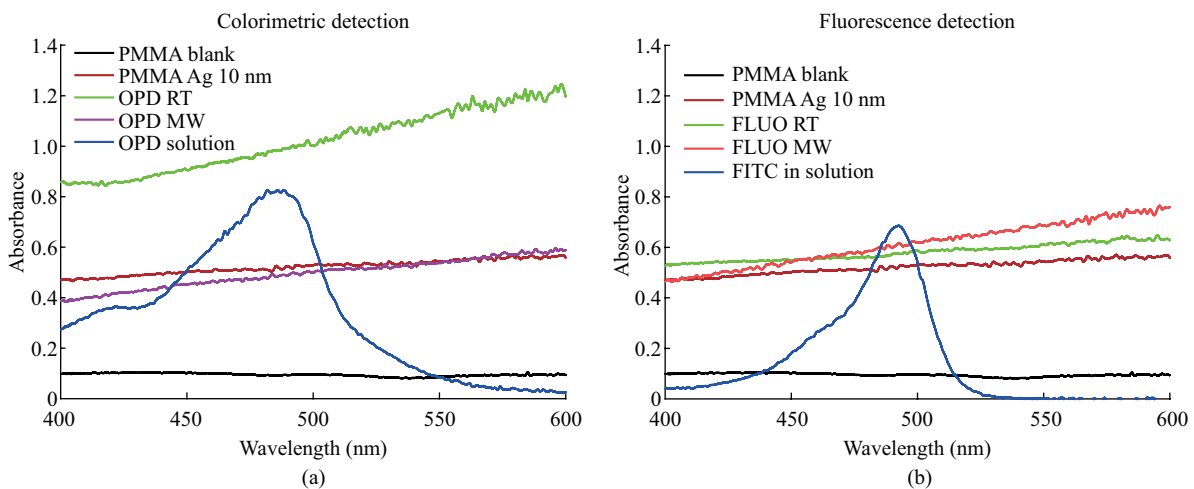 Colorimetric detection
1.4
1.2
1.0
0.8
0.6
0.4
0.2
0
Absorbance
PMMA blank
PMMA Ag 10 nm
OPD RT
OPD MW
OPD solution
400
450
500
550
600
Wavelength (nm)
(a)
Fluorescence detection
1.4
1.2
1.0
0.8
0.6
0.4
0.2
0
Absorbance
PMMA blank
PMMA Ag 10 nm
FLUO RT
FLUO MW
FITC in solution
400
450
500
550
600
Wavelength (nm)
(b)